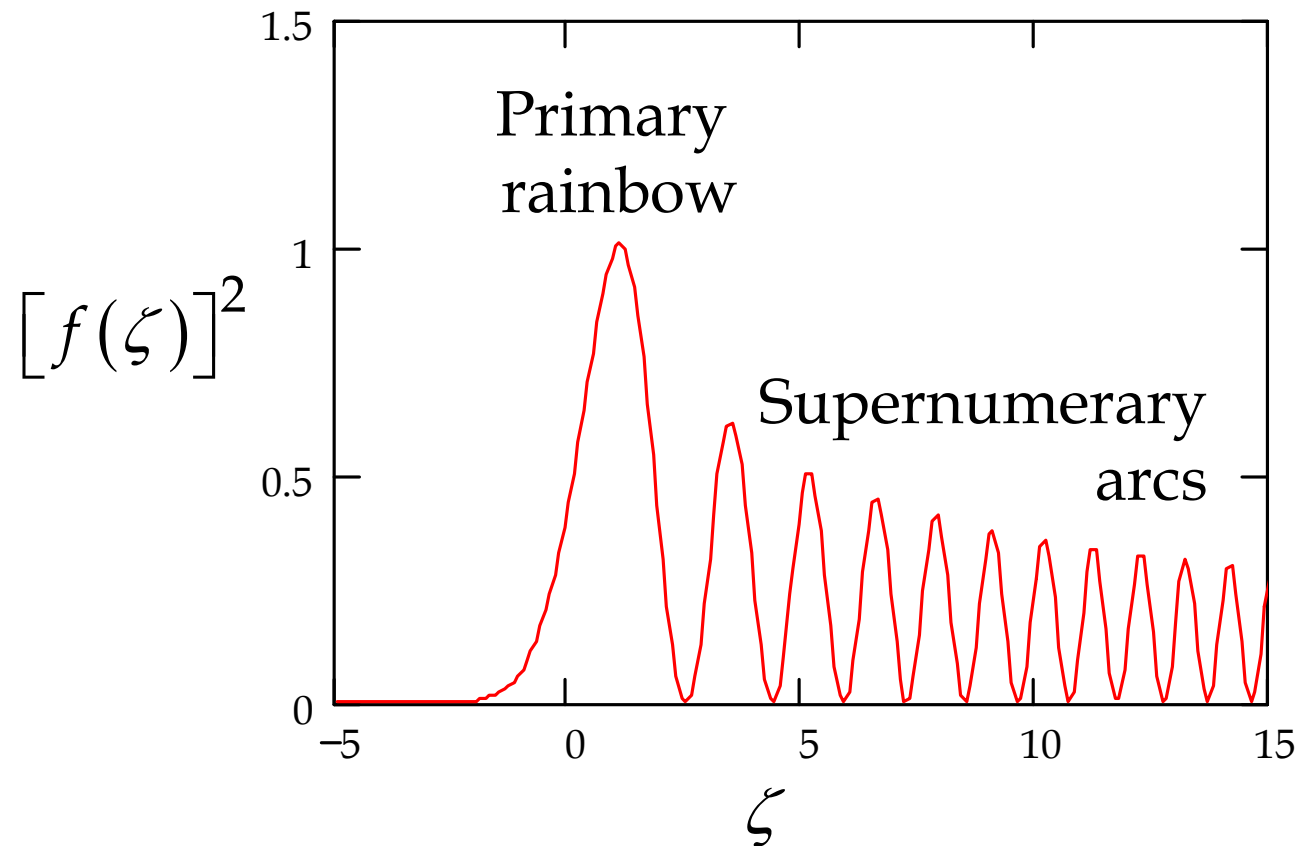 1.5
Primary
rainbow
1
[f(ζ)]²
Supernumerary
arcs
0.5
0
−5 0 5 10 15
ζ